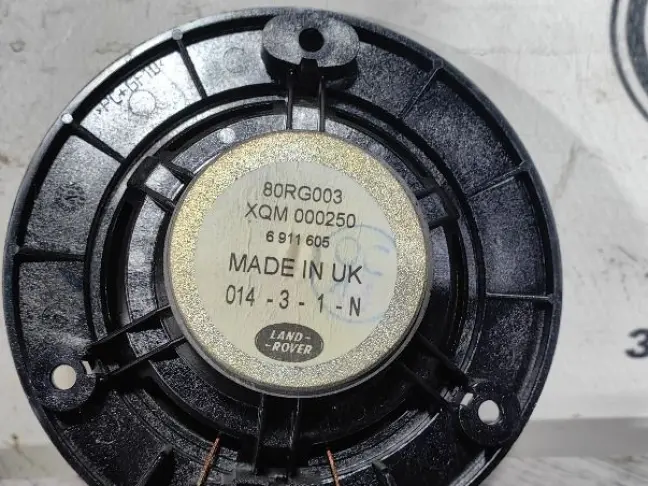 80RG003
XQM 000250
6 911 605
MADE IN UK
014 - 3 - 1 - N
LAND-
-ROVER